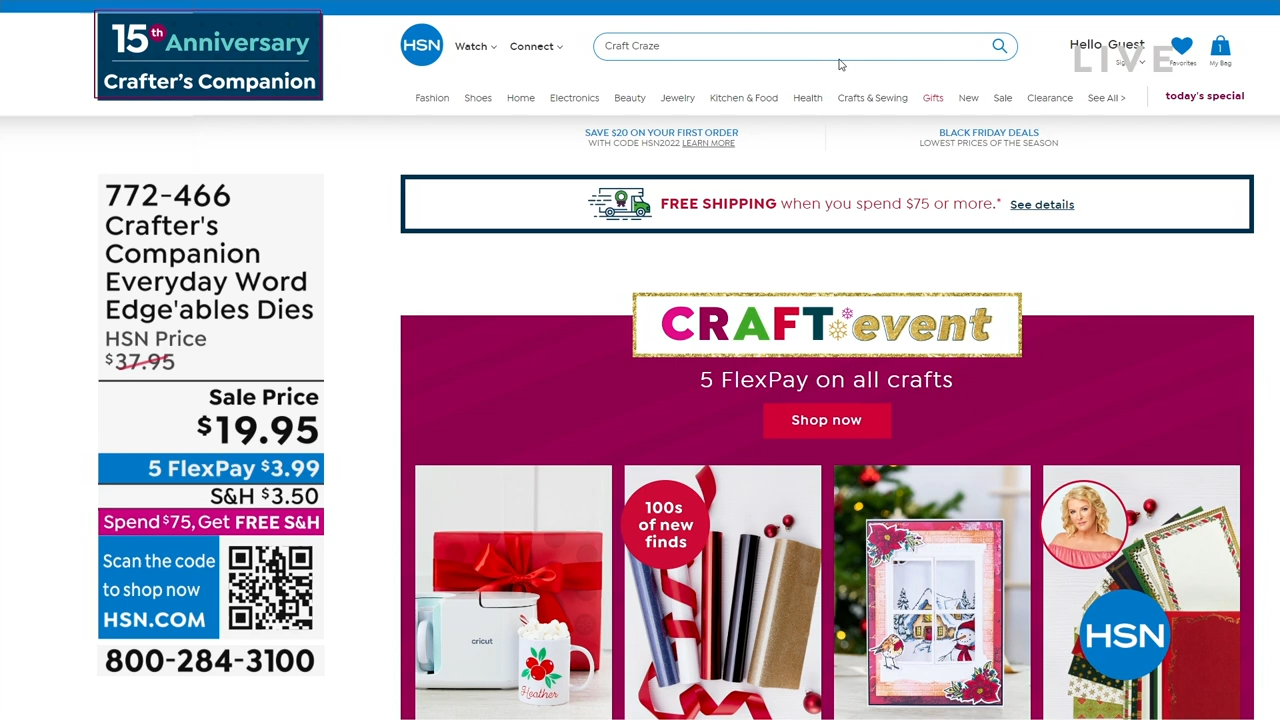 15th Anniversary
Crafter's Companion
772-466
Crafter's
Companion
Everyday Word
Edge'ables Dies
HSN Price
$37.95
Sale Price
$19.95
5 FlexPay $3.99
S&H $3.50
Spend $75, Get FREE S&H
Scan the code
to shop now
HSN.COM
800-284-3100
HSN
Watch
Connect
Craft Craze
Hello, Guest
LIVE
Favorites
1
My Bag
Fashion Shoes Home Electronics Beauty Jewelry Kitchen & Food Health Crafts & Sewing Gifts New Sale Clearance See All >
today's special
SAVE $20 ON YOUR FIRST ORDER
WITH CODE HSN2022 LEARN MORE
BLACK FRIDAY DEALS
LOWEST PRICES OF THE SEASON
FREE SHIPPING when you spend $75 or more.* See details
CRAFT event
5 FlexPay on all crafts
Shop now
cricut
Heather
100s
of new
finds
HSN